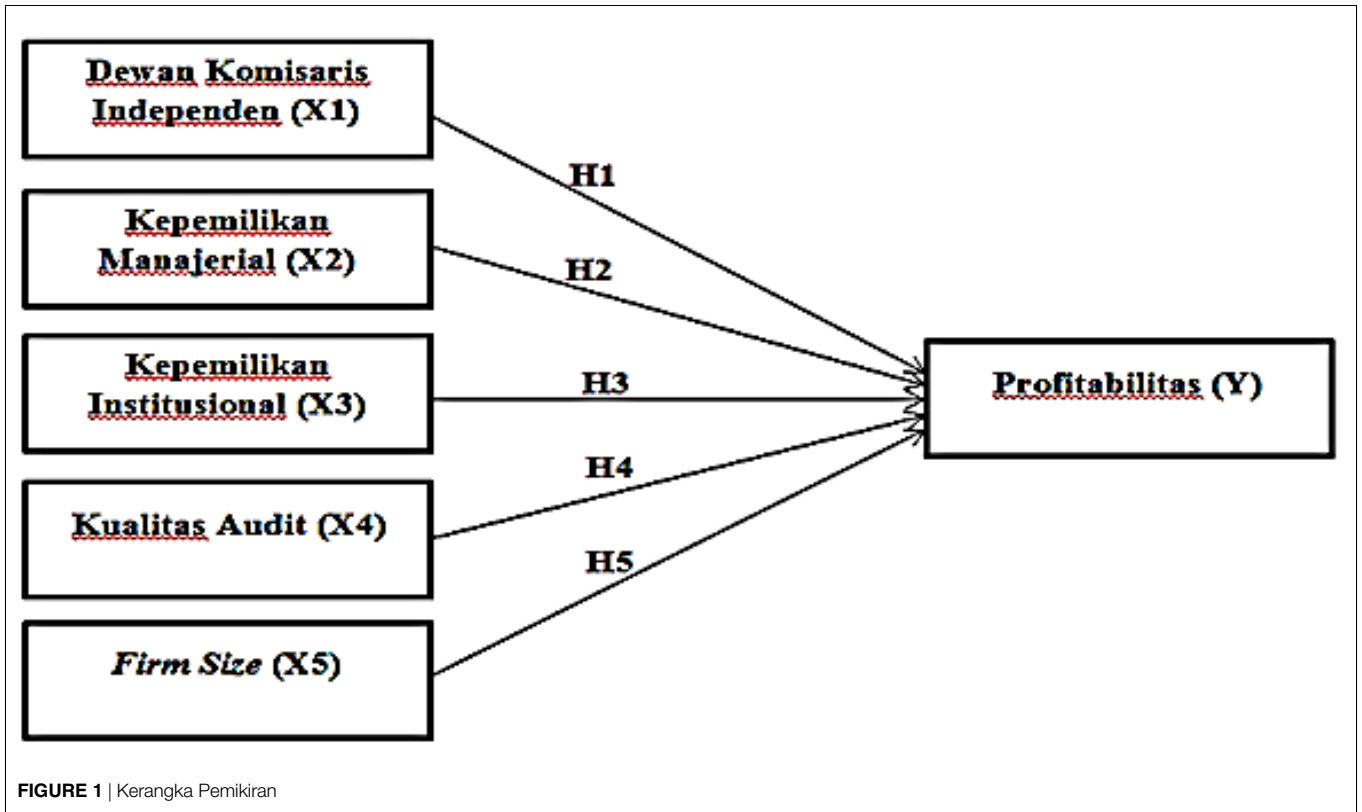 Dewan Komisaris
Independen (X1)
H1
Kepemilikan
Manajerial (X2)
H2
Kepemilikan
Institusional (X3)
H3
Profitabilitas (Y)
H4
Kualitas Audit (X4)
H5
Firm Size (X5)
FIGURE 1 | Kerangka Pemikiran